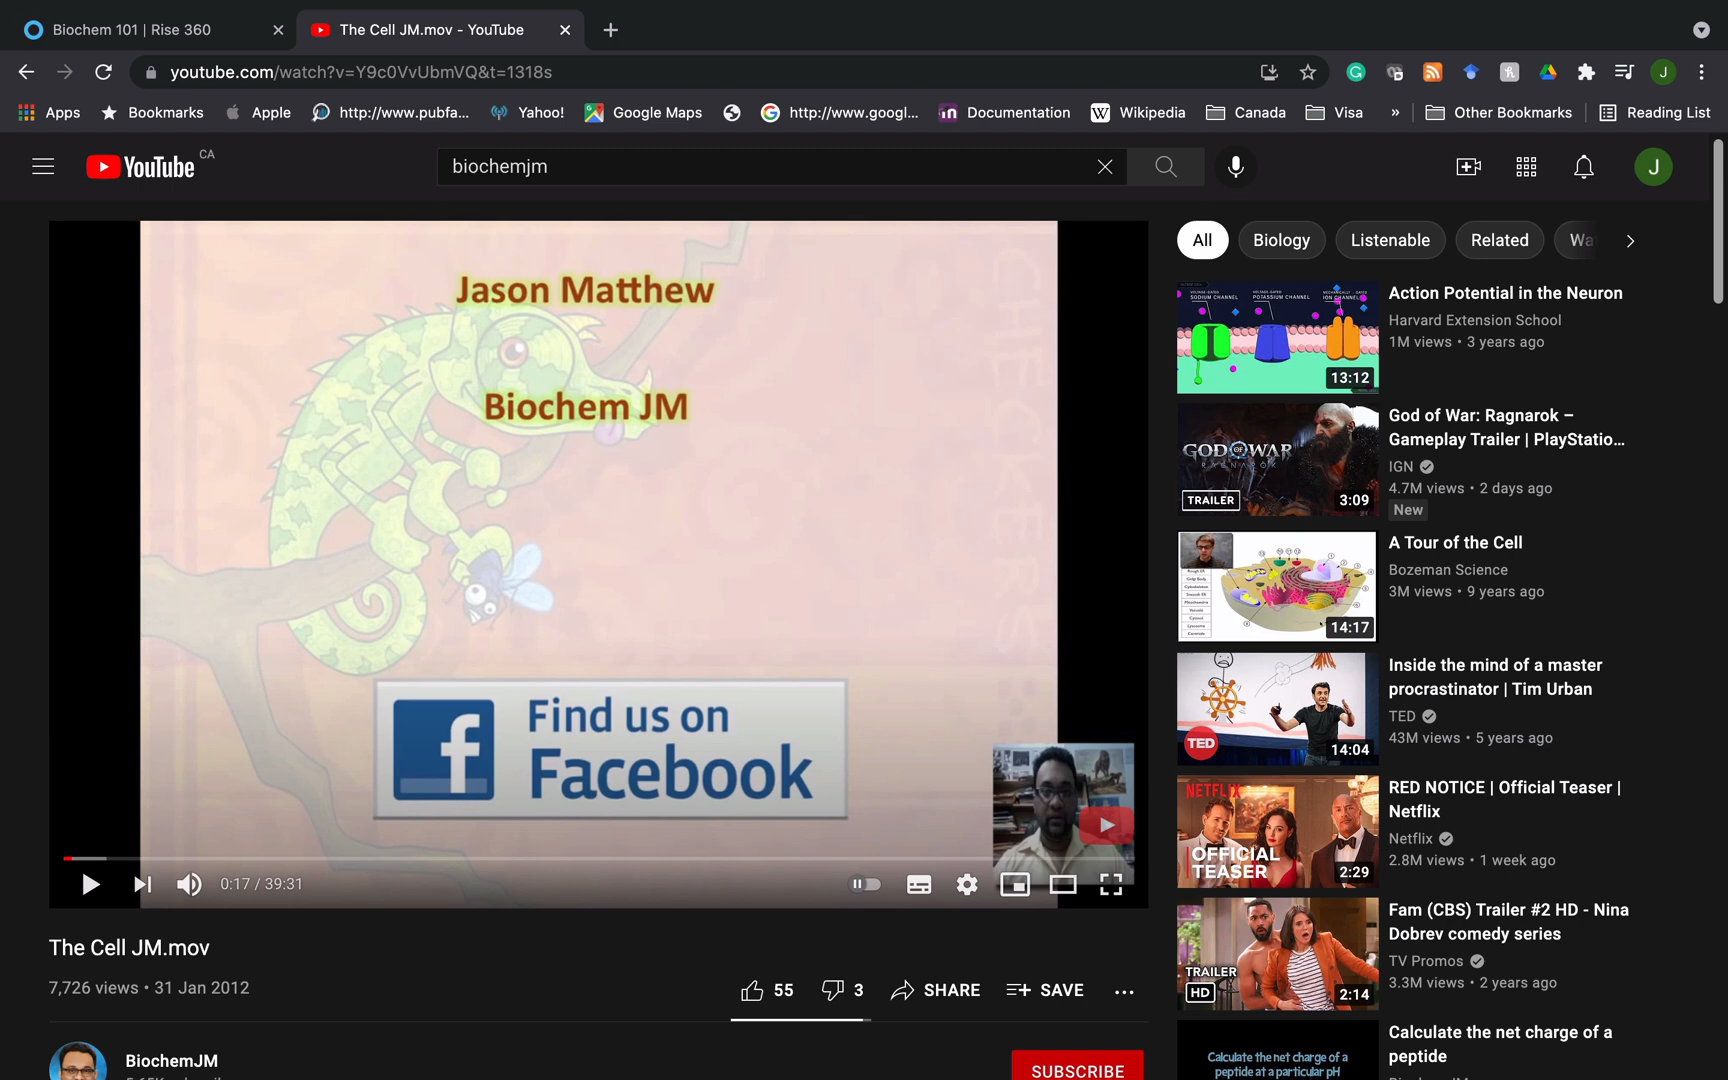 Biochem 101 | Rise 360
The Cell JM.mov - YouTube
youtube.com/watch?v=Y9c0VvUbmVQ&t=1318s
Apps
Bookmarks
Apple
http://www.pubfa...
Yahoo!
Google Maps
http://www.googl...
Documentation
Wikipedia
Canada
Visa
»
Other Bookmarks
Reading List
YouTube CA
biochemjm
J
Jason Matthew
Biochem JM
Find us on
Facebook
0:17 / 39:31
The Cell JM.mov
7,726 views • 31 Jan 2012
55
3
SHARE
SAVE
BiochemJM
SUBSCRIBE
All
Biology
Listenable
Related
Wa
13:12
Action Potential in the Neuron
Harvard Extension School
1M views • 3 years ago
GOD OF WAR
RAGNARÖK
TRAILER
3:09
God of War: Ragnarok –
Gameplay Trailer | PlayStatio...
IGN
4.7M views • 2 days ago
New
14:17
A Tour of the Cell
Bozeman Science
3M views • 9 years ago
TED
14:04
Inside the mind of a master
procrastinator | Tim Urban
TED
43M views • 5 years ago
NETFLIX
OFFICIAL
TEASER
2:29
RED NOTICE | Official Teaser |
Netflix
Netflix
2.8M views • 1 week ago
TRAILER
HD
2:14
Fam (CBS) Trailer #2 HD - Nina
Dobrev comedy series
TV Promos
3.3M views • 2 years ago
Calculate the net charge of a
peptide at a particular pH
Calculate the net charge of a
peptide